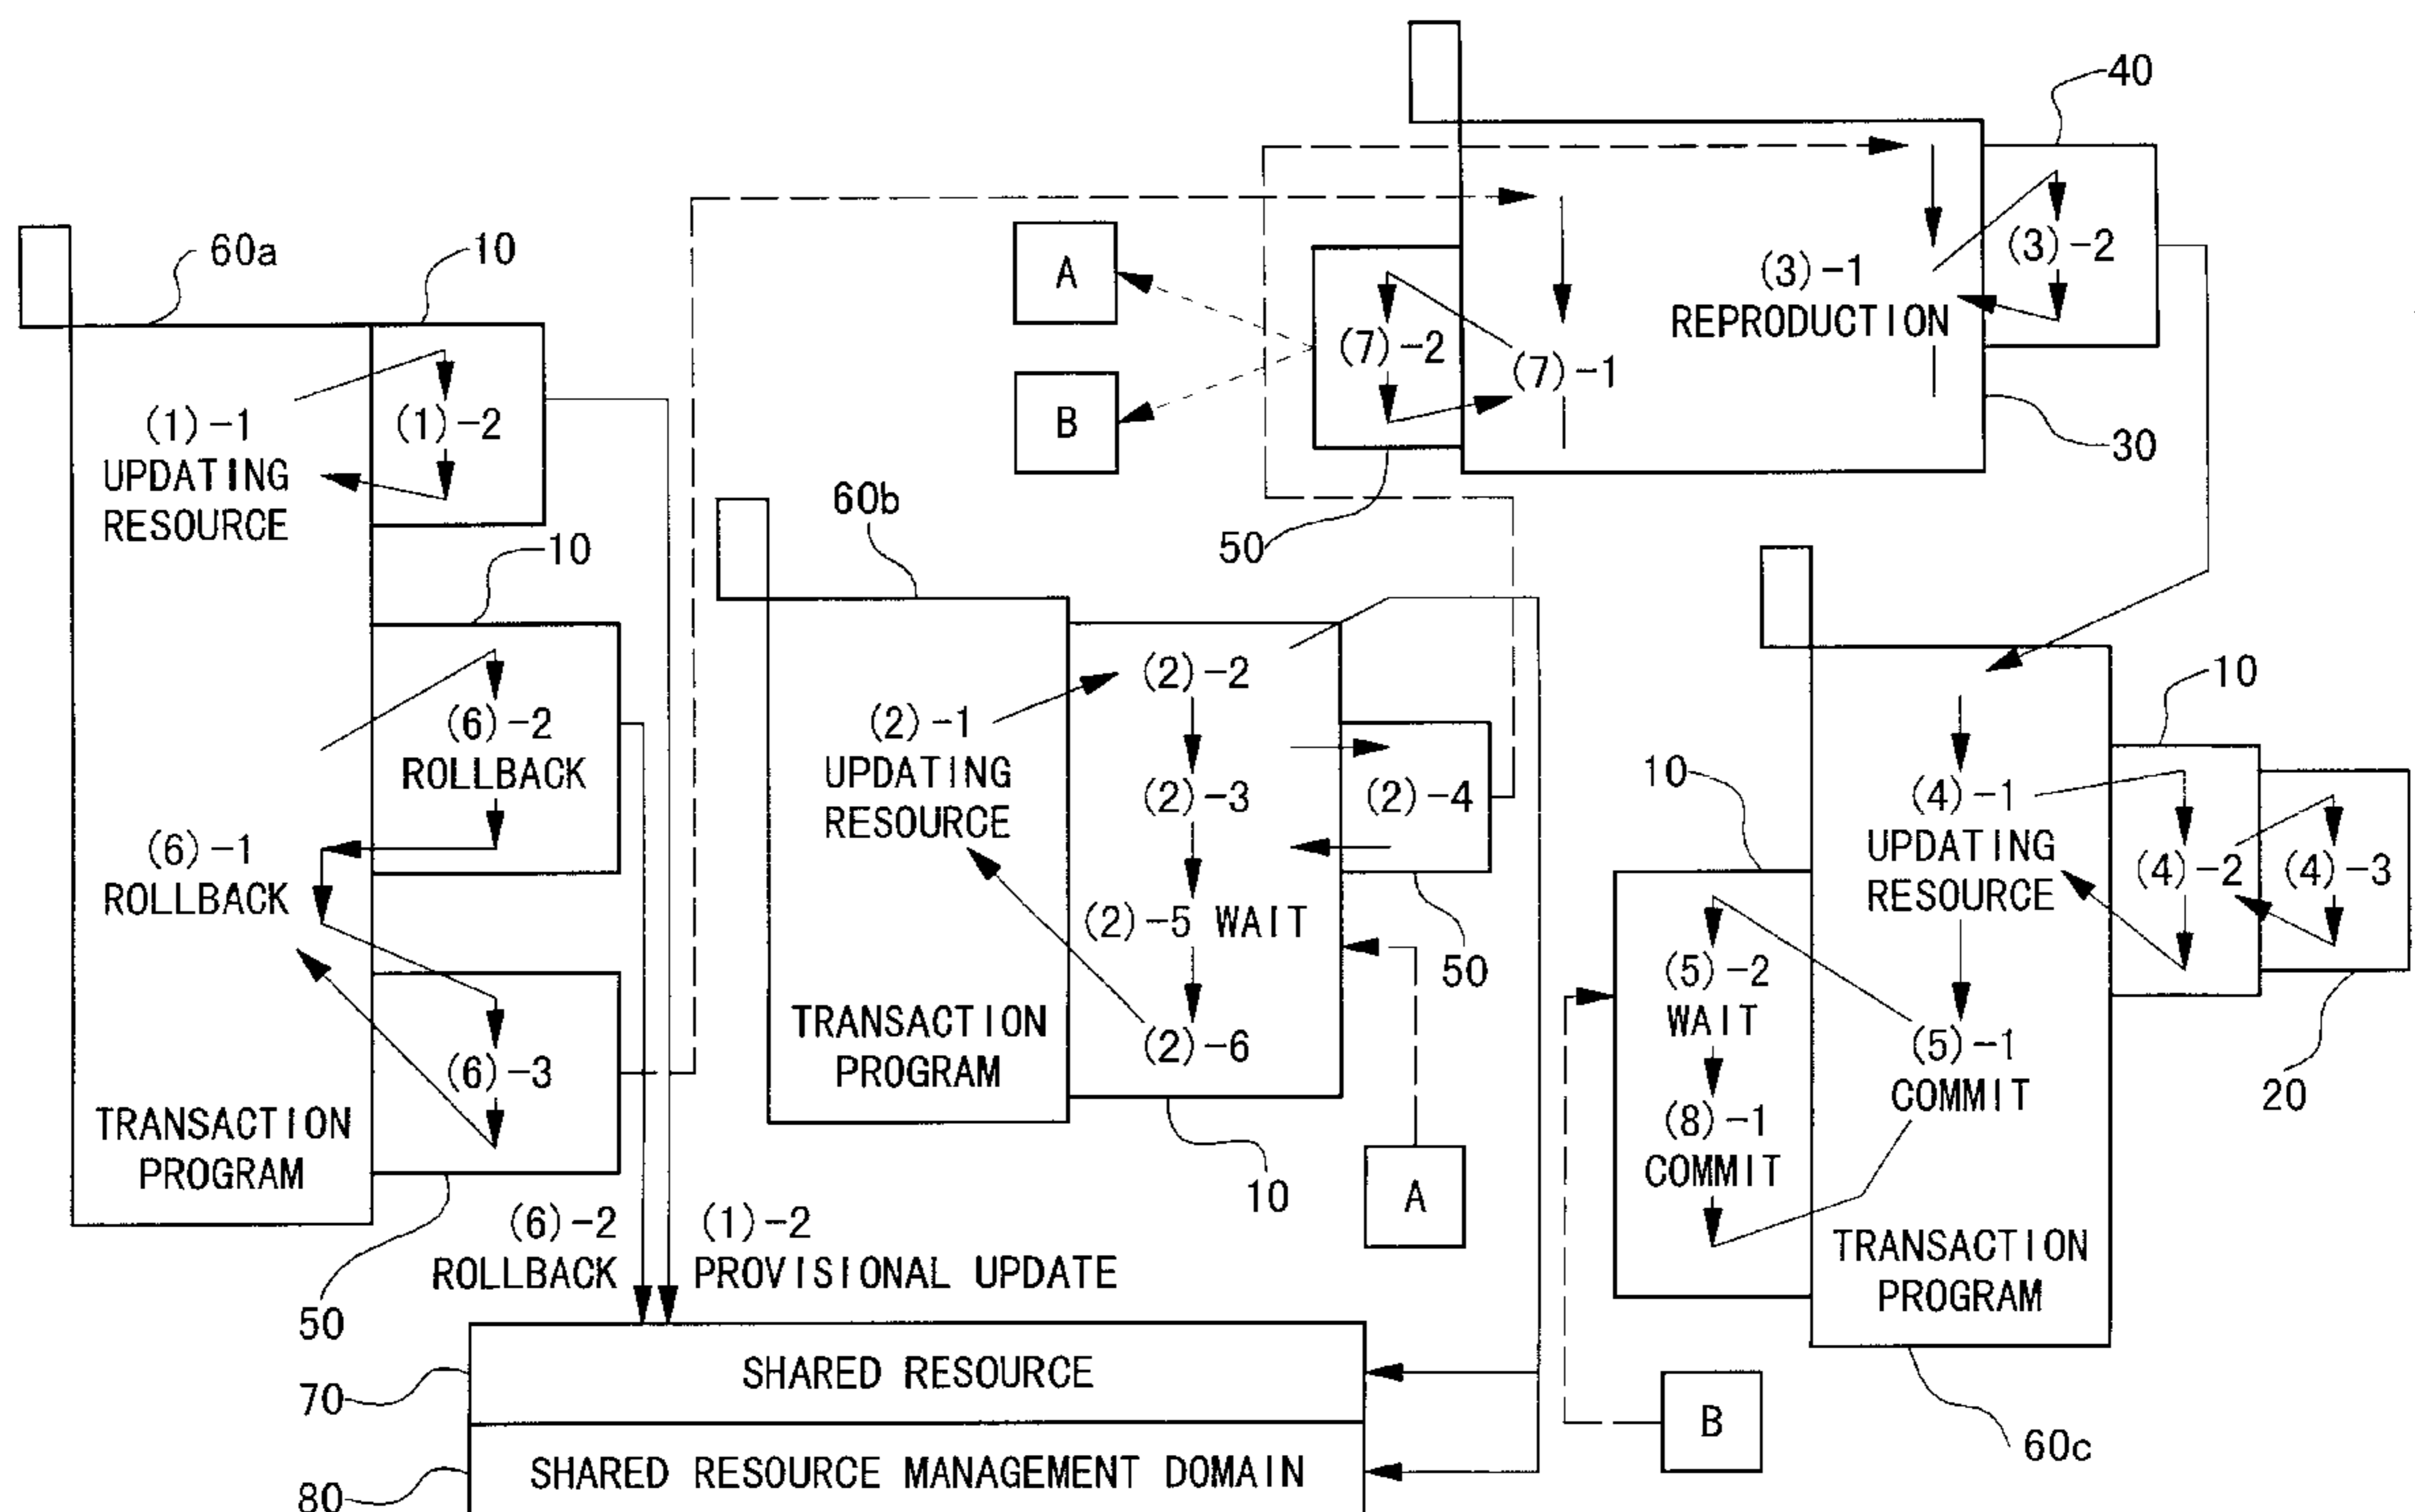 40
60a
10
A
(3)-1
REPRODUCTION
(3)-2
(7)-2
(7)-1
B
30
(1)-1
UPDATING
RESOURCE
(1)-2
50
10
60b
(6)-2
ROLLBACK
(6)-1
ROLLBACK
(6)-3
TRANSACTION
PROGRAM
50
(2)-1
UPDATING
RESOURCE
(2)-2
(2)-3
(2)-4
(2)-5 WAIT
(2)-6
50
TRANSACTION
PROGRAM
10
A
10
10
(4)-1
UPDATING
RESOURCE
(4)-2
(4)-3
20
(5)-2
WAIT
(5)-1
COMMIT
(8)-1
COMMIT
TRANSACTION
PROGRAM
60c
B
(6)-2
ROLLBACK
(1)-2
PROVISIONAL UPDATE
70
SHARED RESOURCE
80
SHARED RESOURCE MANAGEMENT DOMAIN